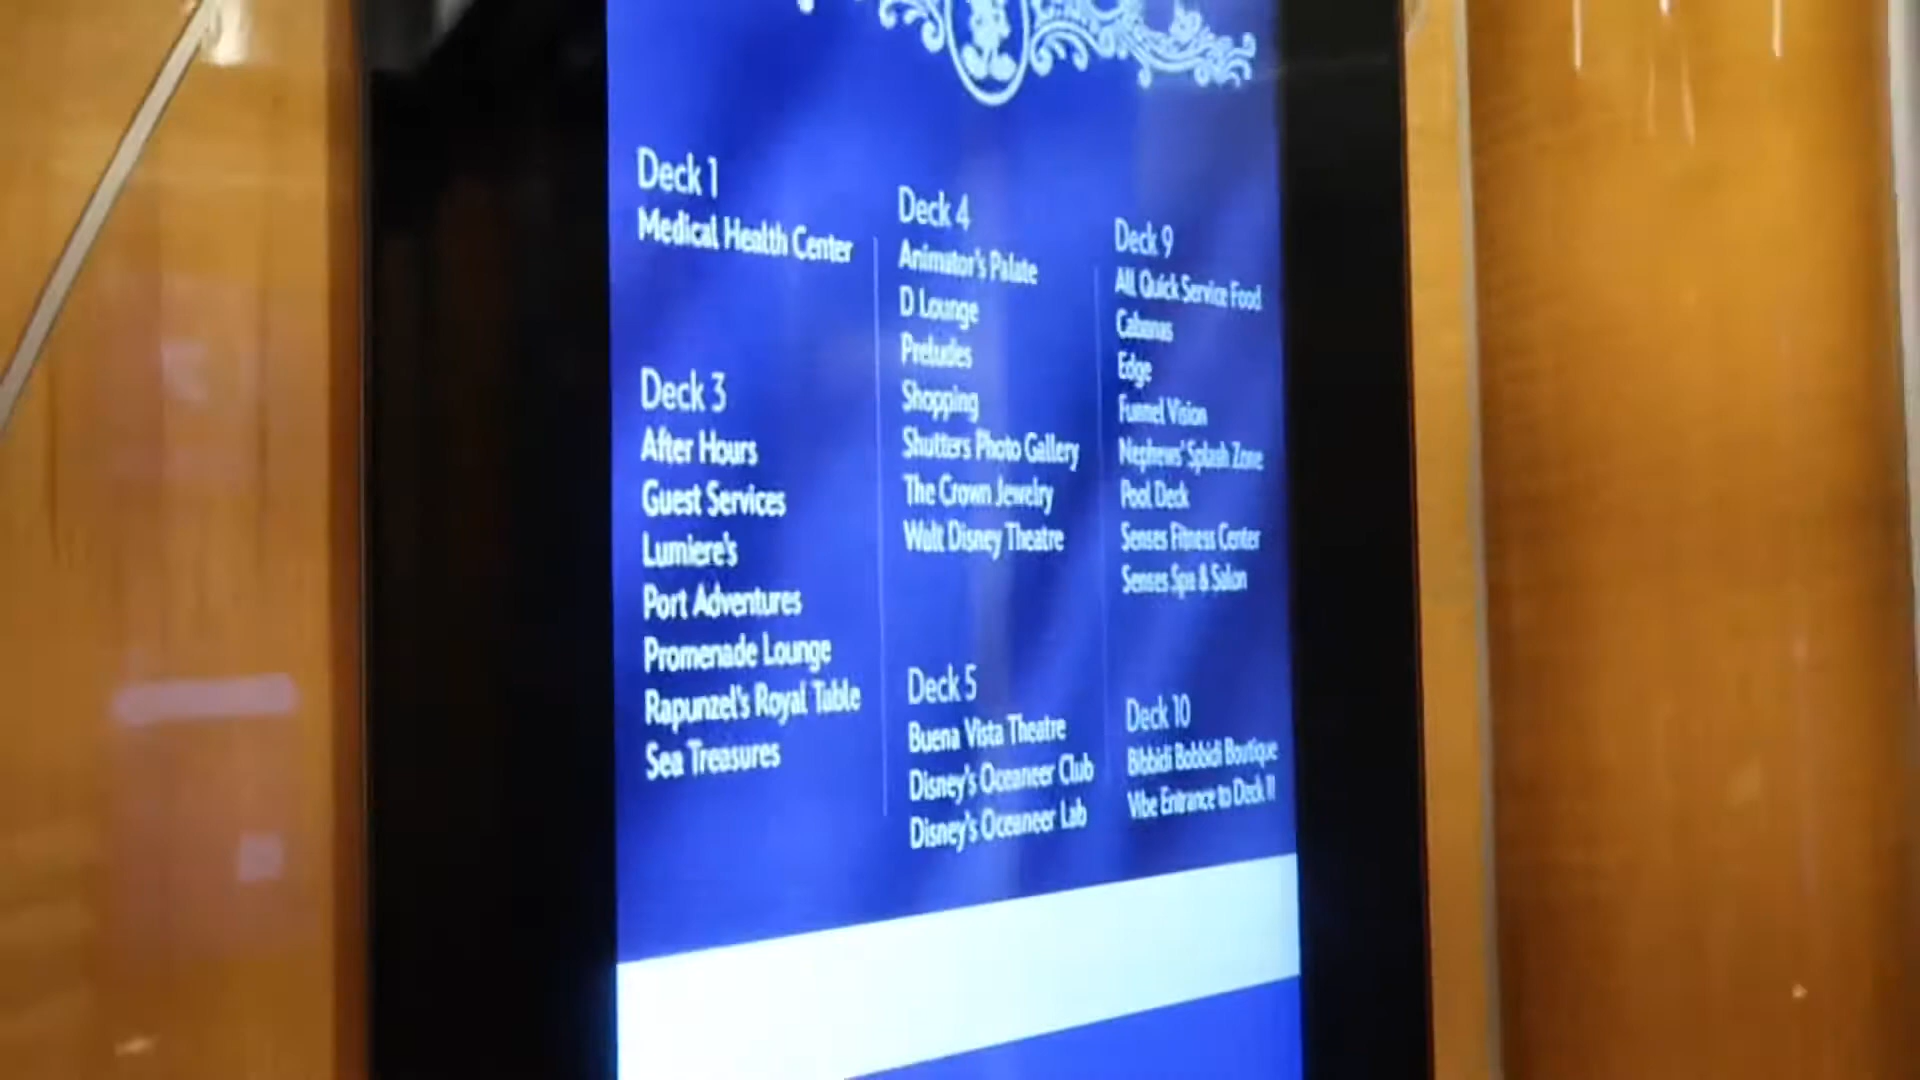 Deck 1
Medical Health Center
Deck 3
After Hours
Guest Services
Lumiere's
Port Adventures
Promenade Lounge
Rapunzel's Royal Table
Sea Treasures
Deck 4
Animator's Palate
D Lounge
Preludes
Shopping
Shutters Photo Gallery
The Crown Jewelry
Walt Disney Theatre
Deck 5
Buena Vista Theatre
Disney's Oceaneer Club
Disney's Oceaneer Lab
Deck 9
All Quick Service Food
Cabanas
Edge
Funnel Vision
Nephews' Splash Zone
Pool Deck
Senses Fitness Center
Senses Spa & Salon
Deck 10
Bibbidi Bobbidi Boutique
Vibe Entrance to Deck 11